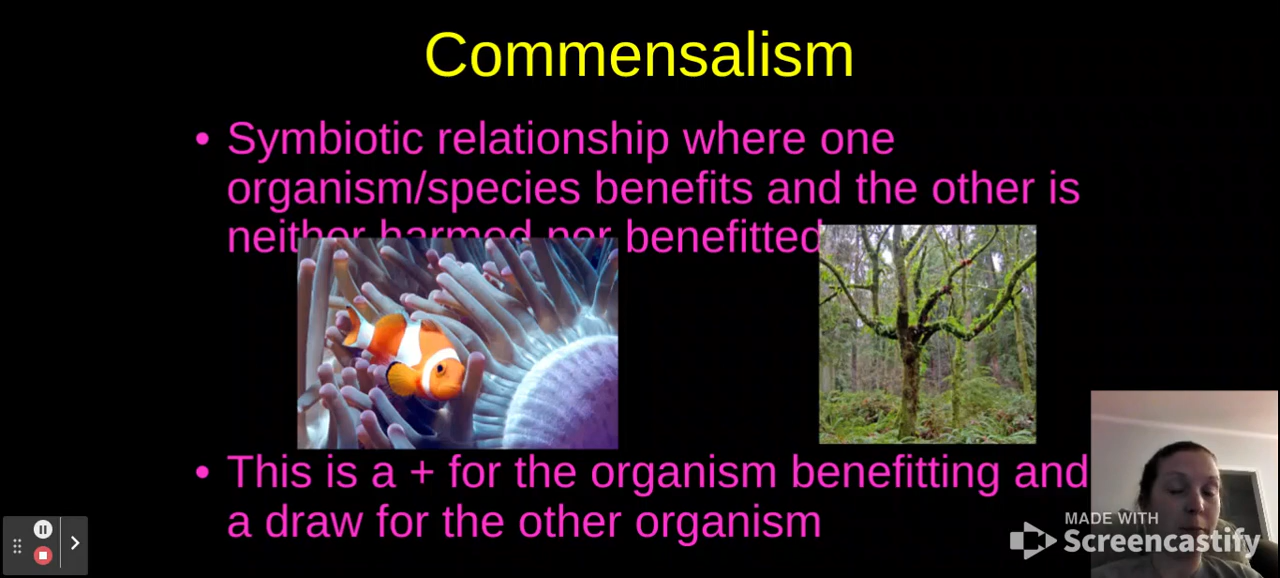 Commensalism
• Symbiotic relationship where one
organism/species benefits and the other is
neither harmed nor benefitted
• This is a + for the organism benefitting and
a draw for the other organism
MADE WITH
Screencastify